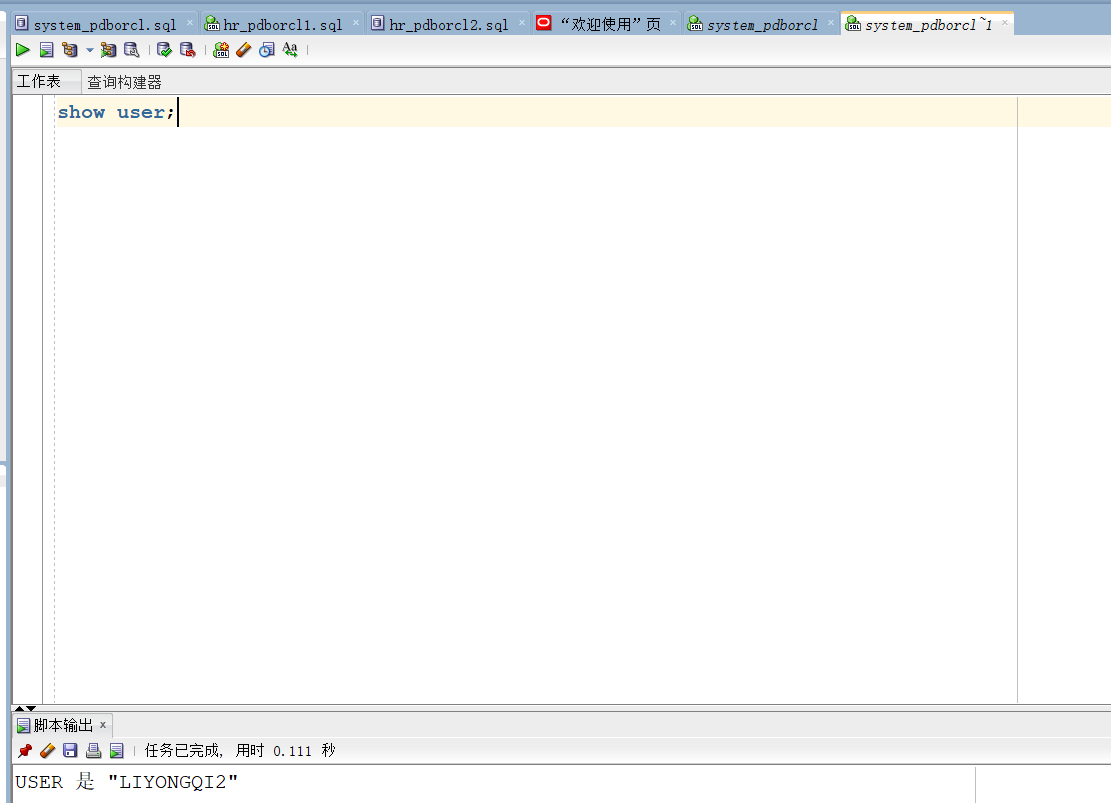 system_pdborcl.sql hr_pdborcl1.sql hr_pdborcl2.sql “欢迎使用”页 system_pdborcl system_pdborcl~1
工作表 查询构建器
show user;
脚本输出
任务已完成, 用时 0.111 秒
USER 是 "LIYONGQI2"